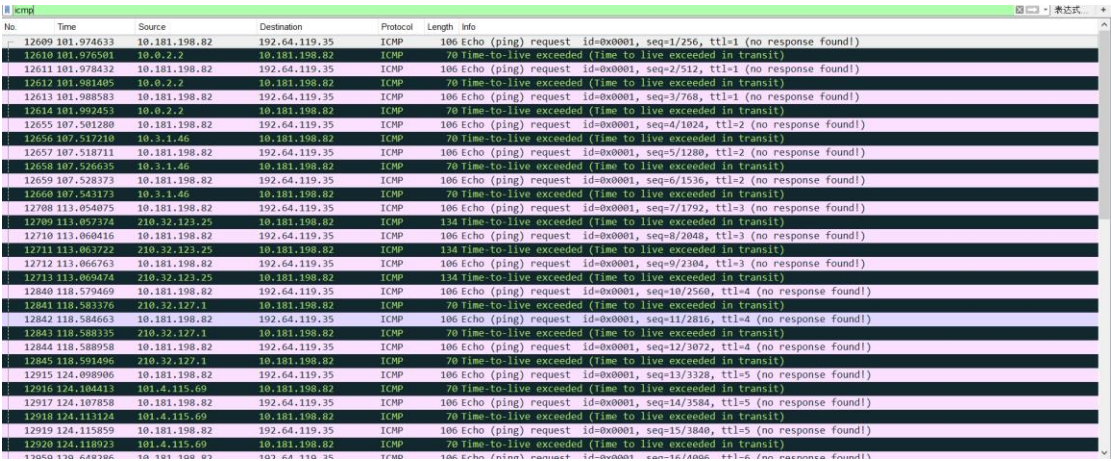 icmp 表达式... +
No. Time Source Destination Protocol Length Info
12609 101.974633 10.181.198.82 192.64.119.35 ICMP 106 Echo (ping) request id=0x0001, seq=1/256, ttl=1 (no response found!)
12610 101.976501 10.0.2.2 10.181.198.82 ICMP 70 Time-to-live exceeded (Time to live exceeded in transit)
12611 101.978432 10.181.198.82 192.64.119.35 ICMP 106 Echo (ping) request id=0x0001, seq=2/512, ttl=1 (no response found!)
12612 101.981405 10.0.2.2 10.181.198.82 ICMP 70 Time-to-live exceeded (Time to live exceeded in transit)
12613 101.988583 10.181.198.82 192.64.119.35 ICMP 106 Echo (ping) request id=0x0001, seq=3/768, ttl=1 (no response found!)
12614 101.992453 10.0.2.2 10.181.198.82 ICMP 70 Time-to-live exceeded (Time to live exceeded in transit)
12655 107.501280 10.181.198.82 192.64.119.35 ICMP 106 Echo (ping) request id=0x0001, seq=4/1024, ttl=2 (no response found!)
12656 107.517210 10.3.1.46 10.181.198.82 ICMP 70 Time-to-live exceeded (Time to live exceeded in transit)
12657 107.518711 10.181.198.82 192.64.119.35 ICMP 106 Echo (ping) request id=0x0001, seq=5/1280, ttl=2 (no response found!)
12658 107.526635 10.3.1.46 10.181.198.82 ICMP 70 Time-to-live exceeded (Time to live exceeded in transit)
12659 107.528373 10.181.198.82 192.64.119.35 ICMP 106 Echo (ping) request id=0x0001, seq=6/1536, ttl=2 (no response found!)
12660 107.543173 10.3.1.46 10.181.198.82 ICMP 70 Time-to-live exceeded (Time to live exceeded in transit)
12708 113.054075 10.181.198.82 192.64.119.35 ICMP 106 Echo (ping) request id=0x0001, seq=7/1792, ttl=3 (no response found!)
12709 113.057374 210.32.123.25 10.181.198.82 ICMP 134 Time-to-live exceeded (Time to live exceeded in transit)
12710 113.060416 10.181.198.82 192.64.119.35 ICMP 106 Echo (ping) request id=0x0001, seq=8/2048, ttl=3 (no response found!)
12711 113.063722 210.32.123.25 10.181.198.82 ICMP 134 Time-to-live exceeded (Time to live exceeded in transit)
12712 113.066763 10.181.198.82 192.64.119.35 ICMP 106 Echo (ping) request id=0x0001, seq=9/2304, ttl=3 (no response found!)
12713 113.069474 210.32.123.25 10.181.198.82 ICMP 134 Time-to-live exceeded (Time to live exceeded in transit)
12840 118.579469 10.181.198.82 192.64.119.35 ICMP 106 Echo (ping) request id=0x0001, seq=10/2560, ttl=4 (no response found!)
12841 118.583376 210.32.127.1 10.181.198.82 ICMP 70 Time-to-live exceeded (Time to live exceeded in transit)
12842 118.584663 10.181.198.82 192.64.119.35 ICMP 106 Echo (ping) request id=0x0001, seq=11/2816, ttl=4 (no response found!)
12843 118.588335 210.32.127.1 10.181.198.82 ICMP 70 Time-to-live exceeded (Time to live exceeded in transit)
12844 118.588958 10.181.198.82 192.64.119.35 ICMP 106 Echo (ping) request id=0x0001, seq=12/3072, ttl=4 (no response found!)
12845 118.591496 210.32.127.1 10.181.198.82 ICMP 70 Time-to-live exceeded (Time to live exceeded in transit)
12915 124.098906 10.181.198.82 192.64.119.35 ICMP 106 Echo (ping) request id=0x0001, seq=13/3328, ttl=5 (no response found!)
12916 124.104413 101.4.115.69 10.181.198.82 ICMP 70 Time-to-live exceeded (Time to live exceeded in transit)
12917 124.107858 10.181.198.82 192.64.119.35 ICMP 106 Echo (ping) request id=0x0001, seq=14/3584, ttl=5 (no response found!)
12918 124.113124 101.4.115.69 10.181.198.82 ICMP 70 Time-to-live exceeded (Time to live exceeded in transit)
12919 124.115859 10.181.198.82 192.64.119.35 ICMP 106 Echo (ping) request id=0x0001, seq=15/3840, ttl=5 (no response found!)
12920 124.118923 101.4.115.69 10.181.198.82 ICMP 70 Time-to-live exceeded (Time to live exceeded in transit)
12959 129.648286 10.181.198.82 192.64.119.35 ICMP 106 Echo (ping) request id=0x0001, seq=16/4096, ttl=6 (no response found!)